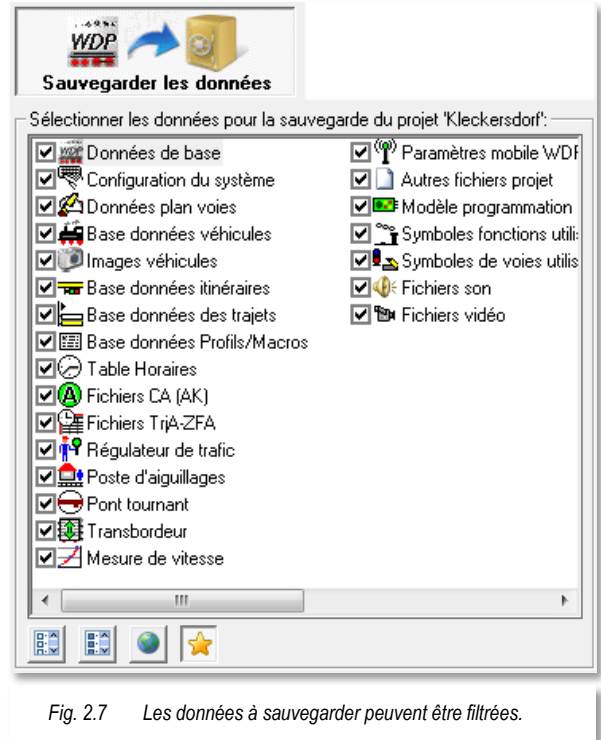 WDP
Sauvegarder les données
Sélectionner les données pour la sauvegarde du projet 'Kleckersdorf':
Données de base
Configuration du système
Données plan voies
Base données véhicules
Images véhicules
Base données itinéraires
Base données des trajets
Base données Profils/Macros
Table Horaires
Fichiers CA (AK)
Fichiers TrjA-ZFA
Régulateur de trafic
Poste d'aiguillages
Pont tournant
Transbordeur
Mesure de vitesse
Paramètres mobile WDF
Autres fichiers projet
Modèle programmation
Symboles fonctions utili
Symboles de voies utilis
Fichiers son
Fichiers vidéo
Fig. 2.7 Les données à sauvegarder peuvent être filtrées.